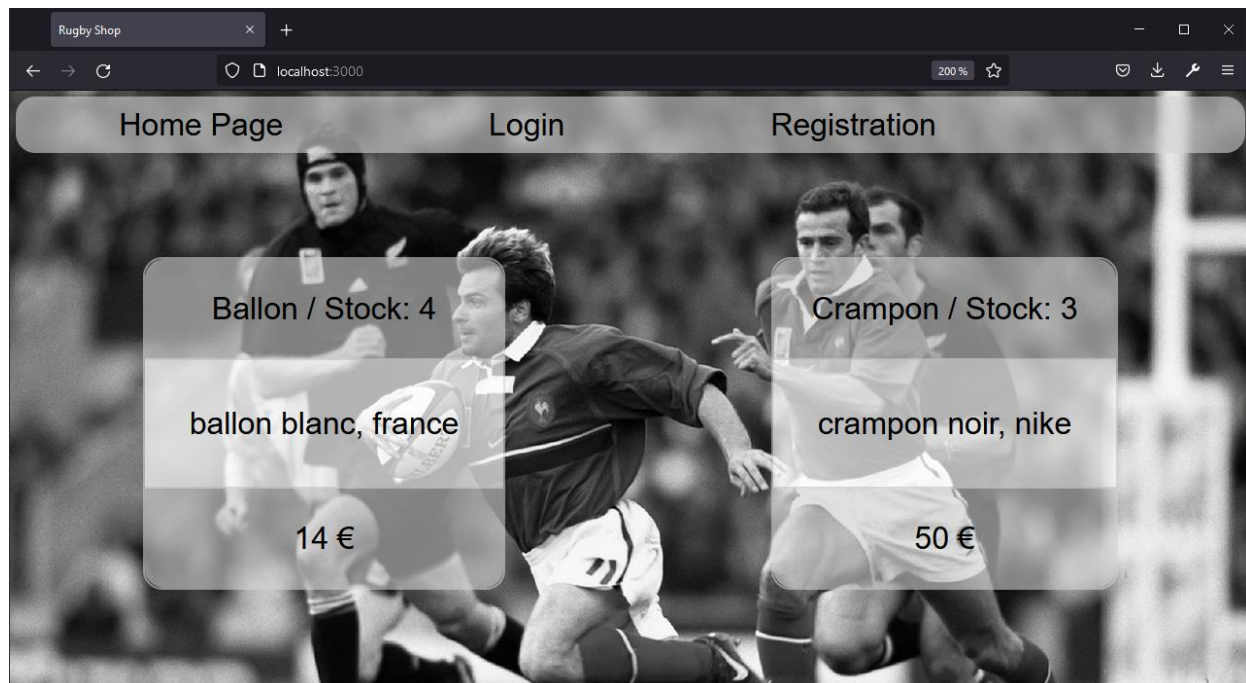 Rugby Shop
localhost:3000
200 %
Home Page Login Registration
Ballon / Stock: 4
ballon blanc, france
14 €
Crampon / Stock: 3
crampon noir, nike
50 €